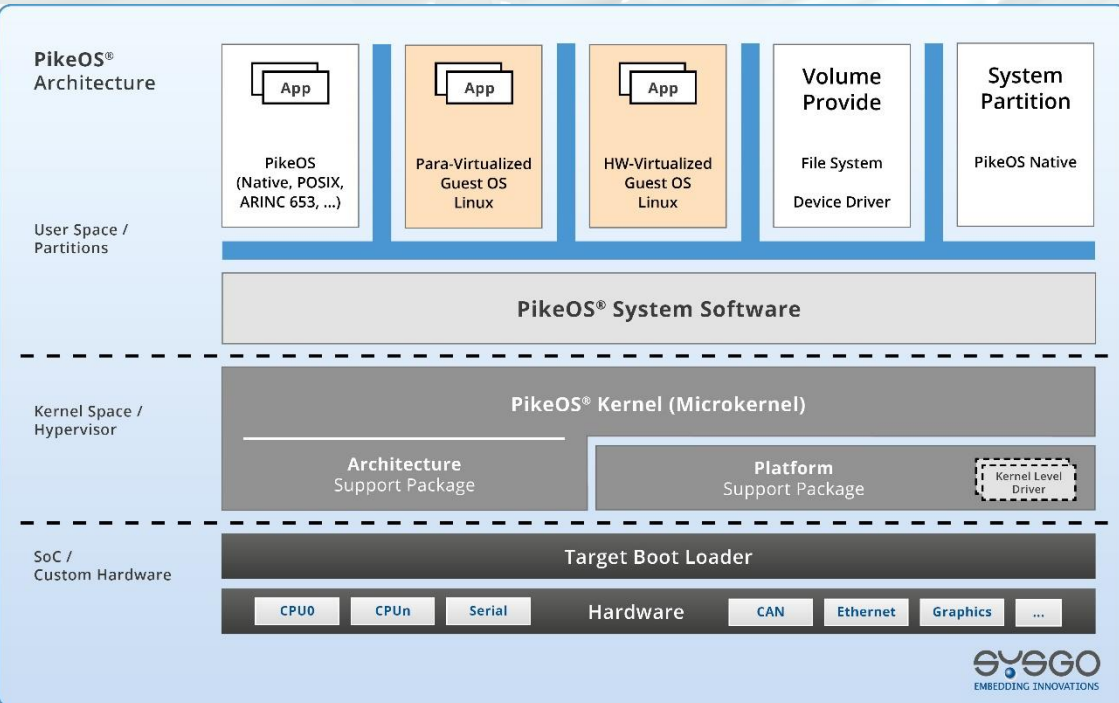 PikeOS®
Architecture
App
PikeOS
(Native, POSIX,
ARINC 653, ...)
App
Para-Virtualized
Guest OS
Linux
App
HW-Virtualized
Guest OS
Linux
Volume
Provide
File System
Device Driver
System
Partition
PikeOS Native
User Space /
Partitions
PikeOS® System Software
Kernel Space /
Hypervisor
PikeOS® Kernel (Microkernel)
Architecture
Support Package
Platform
Support Package
Kernel Level
Driver
SoC /
Custom Hardware
Target Boot Loader
CPU0
CPUn
Serial
Hardware
CAN
Ethernet
Graphics
...
SYSGO
EMBEDDING INNOVATIONS